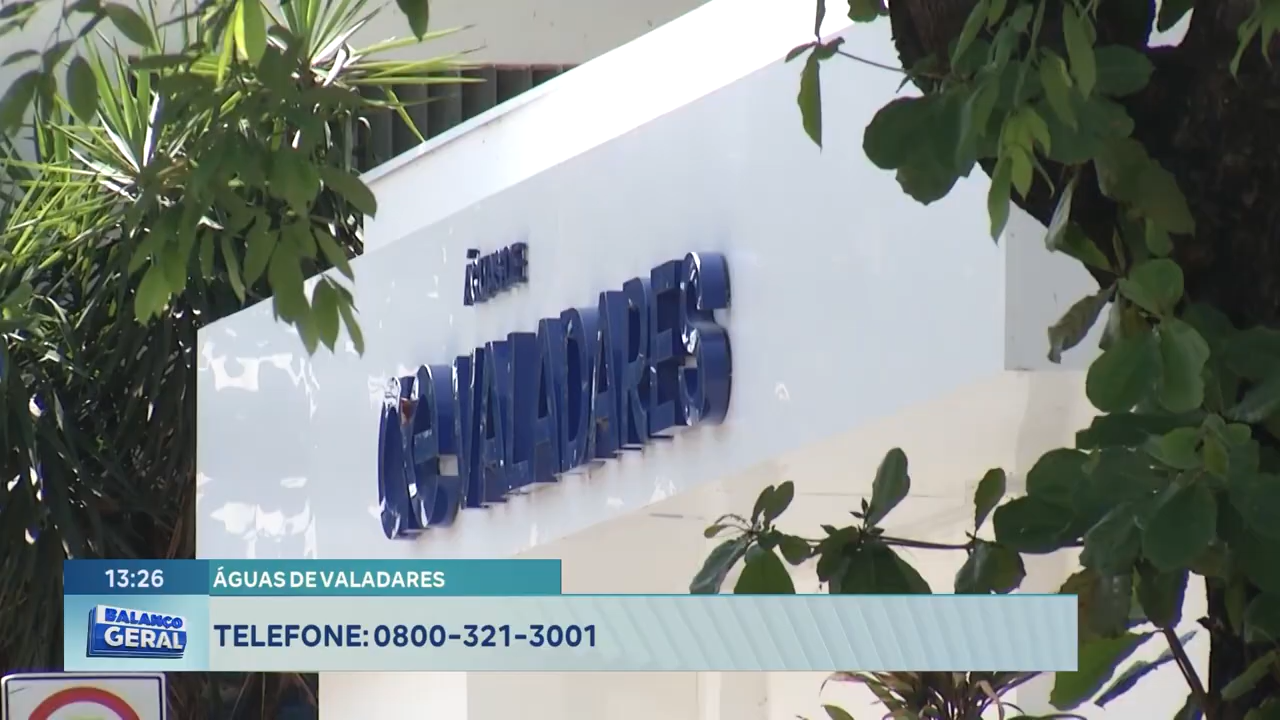 VALADARES
13:26
ÁGUAS DE VALADARES
BALANÇO
GERAL
TELEFONE: 0800-321-3001